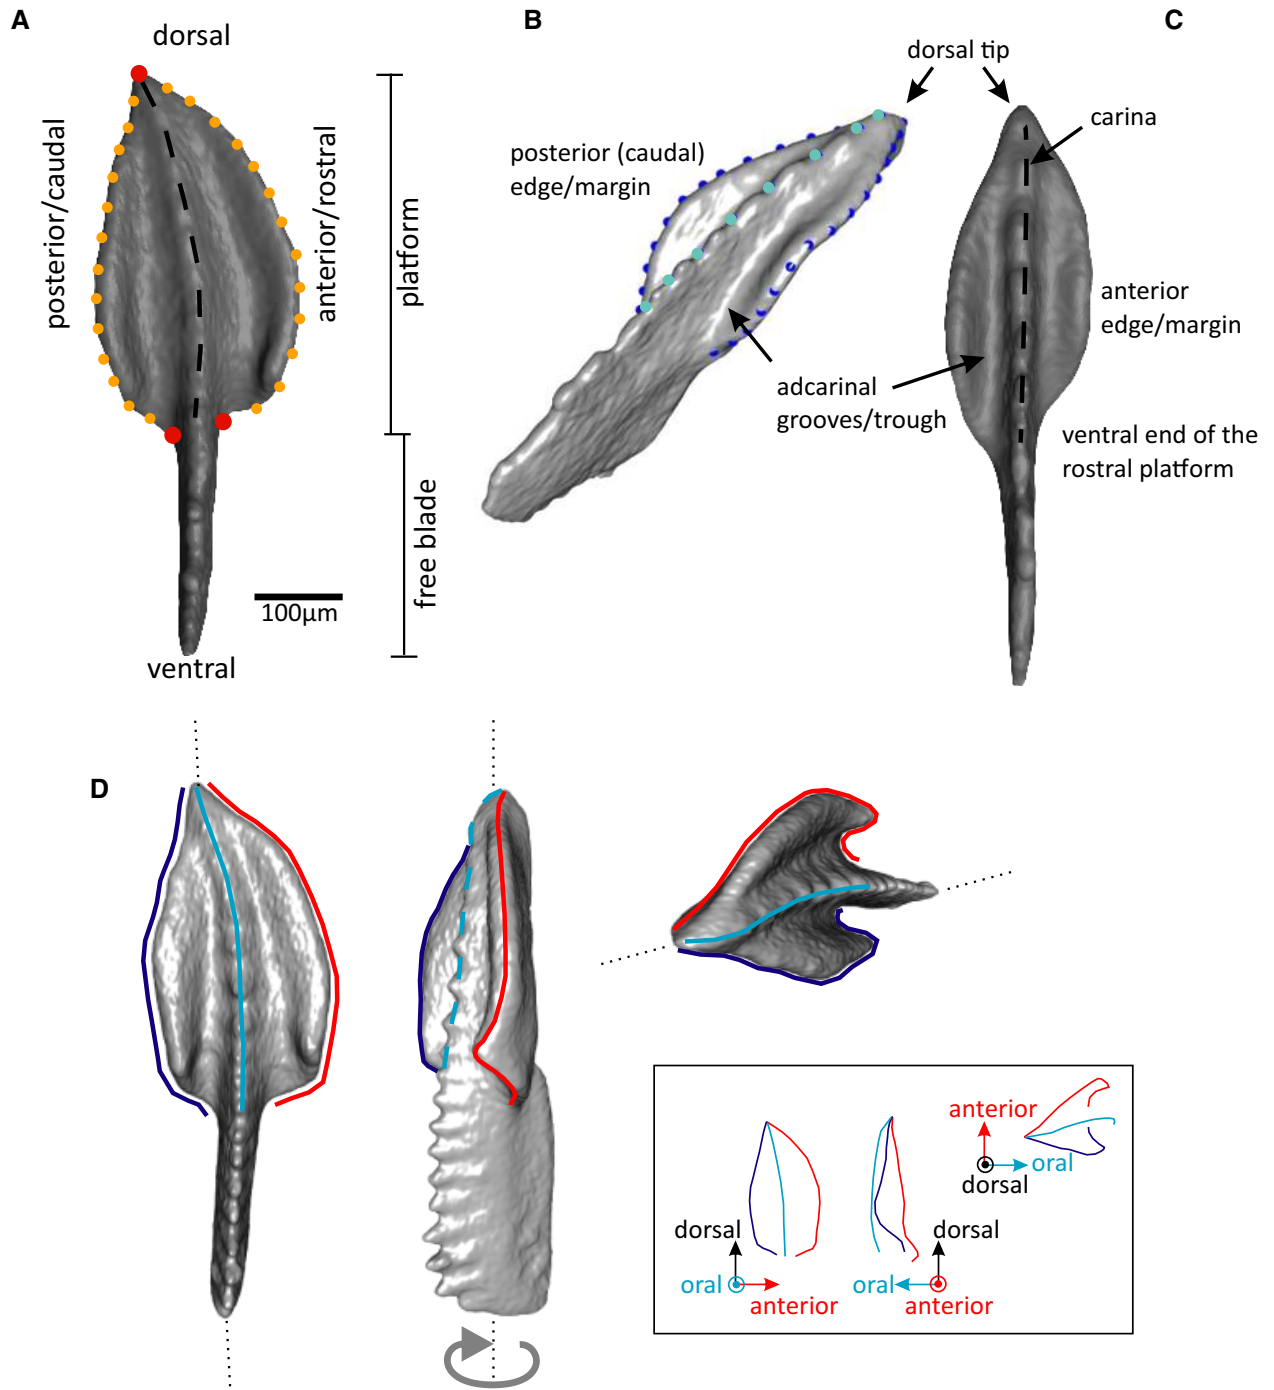 A
dorsal
posterior/caudal
anterior/rostral
platform
free blade
100µm
ventral
B
posterior (caudal)
edge/margin
dorsal tip
adcarinal
grooves/trough
C
carina
anterior
edge/margin
ventral end of the
rostral platform
D
dorsal
oral
anterior
dorsal
oral
anterior
anterior
oral
dorsal